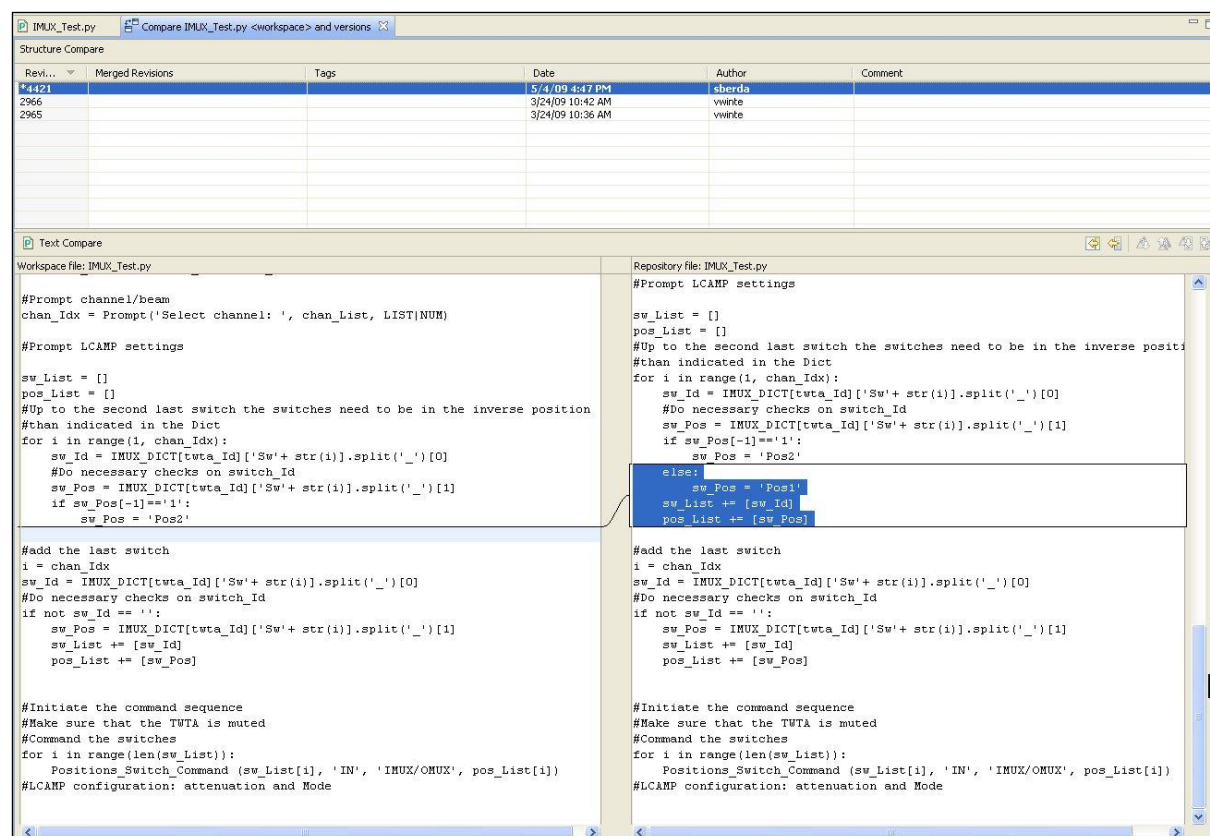 IMUX_Test.py
Compare IMUX_Test.py <workspace> and versions
Structure Compare
Revi... Merged Revisions Tags Date Author Comment
*4421 5/4/09 4:47 PM sberda
2966 3/24/09 10:42 AM vwinte
2965 3/24/09 10:36 AM vwinte
Text Compare
Workspace file: IMUX_Test.py
#Prompt channel/beam
chan_Idx = Prompt('Select channel: ', chan_List, LIST|NUM)
#Prompt LCAMP settings
sw_List = []
pos_List = []
#Up to the second last switch the switches need to be in the inverse position
#than indicated in the Dict
for i in range(1, chan_Idx):
    sw_Id = IMUX_DICT[twta_Id]['Sw'+ str(i)].split('_')[0]
    #Do necessary checks on switch_Id
    sw_Pos = IMUX_DICT[twta_Id]['Sw'+ str(i)].split('_')[1]
    if sw_Pos[-1]=='1':
        sw_Pos = 'Pos2'
#add the last switch
i = chan_Idx
sw_Id = IMUX_DICT[twta_Id]['Sw'+ str(i)].split('_')[0]
#Do necessary checks on switch_Id
if not sw_Id == '':
    sw_Pos = IMUX_DICT[twta_Id]['Sw'+ str(i)].split('_')[1]
    sw_List += [sw_Id]
    pos_List += [sw_Pos]
#Initiate the command sequence
#Make sure that the TWTA is muted
#Command the switches
for i in range(len(sw_List)):
    Positions_Switch_Command (sw_List[i], 'IN', 'IMUX/OMUX', pos_List[i])
#LCAMP configuration: attenuation and Mode
Repository file: IMUX_Test.py
#Prompt LCAMP settings
sw_List = []
pos_List = []
#Up to the second last switch the switches need to be in the inverse positi
#than indicated in the Dict
for i in range(1, chan_Idx):
    sw_Id = IMUX_DICT[twta_Id]['Sw'+ str(i)].split('_')[0]
    #Do necessary checks on switch_Id
    sw_Pos = IMUX_DICT[twta_Id]['Sw'+ str(i)].split('_')[1]
    if sw_Pos[-1]=='1':
        sw_Pos = 'Pos2'
    else:
        sw_Pos = 'Pos1'
    sw_List += [sw_Id]
    pos_List += [sw_Pos]
#add the last switch
i = chan_Idx
sw_Id = IMUX_DICT[twta_Id]['Sw'+ str(i)].split('_')[0]
#Do necessary checks on switch_Id
if not sw_Id == '':
    sw_Pos = IMUX_DICT[twta_Id]['Sw'+ str(i)].split('_')[1]
    sw_List += [sw_Id]
    pos_List += [sw_Pos]
#Initiate the command sequence
#Make sure that the TWTA is muted
#Command the switches
for i in range(len(sw_List)):
    Positions_Switch_Command (sw_List[i], 'IN', 'IMUX/OMUX', pos_List[i])
#LCAMP configuration: attenuation and Mode